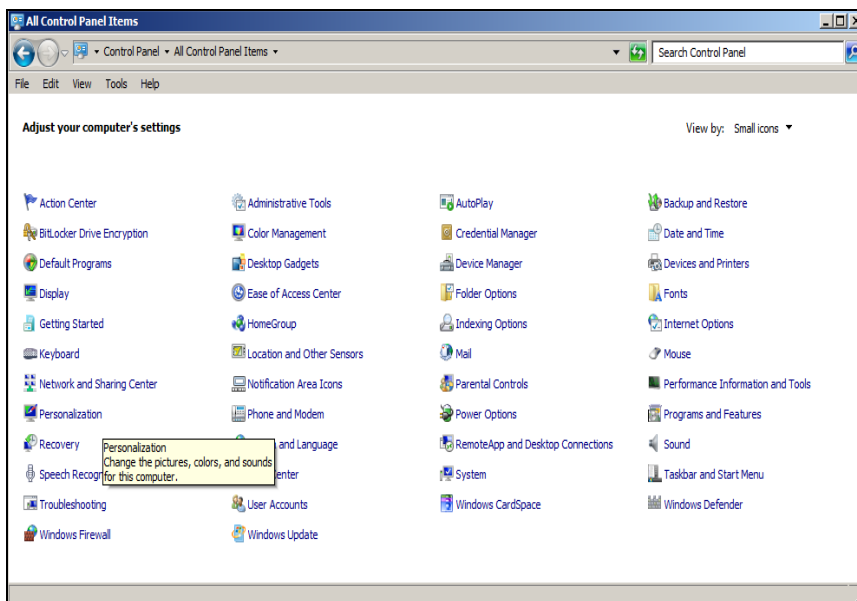 All Control Panel Items
Control Panel All Control Panel Items Search Control Panel
File Edit View Tools Help
Adjust your computer's settings View by: Small icons
Action Center Administrative Tools AutoPlay Backup and Restore
BitLocker Drive Encryption Color Management Credential Manager Date and Time
Default Programs Desktop Gadgets Device Manager Devices and Printers
Display Ease of Access Center Folder Options Fonts
Getting Started HomeGroup Indexing Options Internet Options
Keyboard Location and Other Sensors Mail Mouse
Network and Sharing Center Notification Area Icons Parental Controls Performance Information and Tools
Personalization Phone and Modem Power Options Programs and Features
Recovery and Language RemoteApp and Desktop Connections Sound
Personalization
Change the pictures, colors, and sounds
for this computer.
Speech Recog enter System Taskbar and Start Menu
Troubleshooting User Accounts Windows CardSpace Windows Defender
Windows Firewall Windows Update